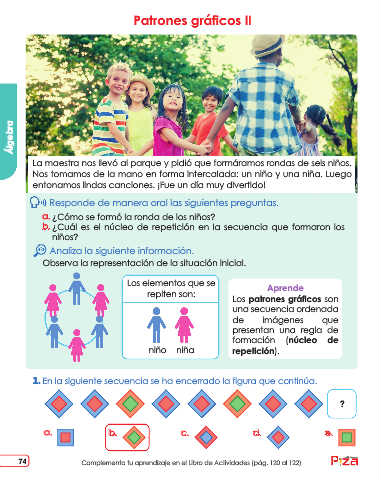 Patrones gráficos II
Álgebra
La maestra nos llevó al parque y pidió que formáramos rondas de seis niños.
Nos tomamos de la mano en forma intercalada: un niño y una niña. Luego
entonamos lindas canciones. ¡Fue un día muy divertido!
Responde de manera oral las siguientes preguntas.
a. ¿Cómo se formó la ronda de los niños?
b. ¿Cuál es el núcleo de repetición en la secuencia que formaron los
niños?
Analiza la siguiente información.
Observa la representación de la situación inicial.
Los elementos que se
repiten son:
niño niña
Aprende
Los patrones gráficos son
una secuencia ordenada
de imágenes que
presentan una regla de
formación (núcleo de
repetición).
1. En la siguiente secuencia se ha encerrado la figura que continúa.
?
a. b. c. d. e.
74
Complementa tu aprendizaje en el Libro de Actividades (pág. 120 al 122)